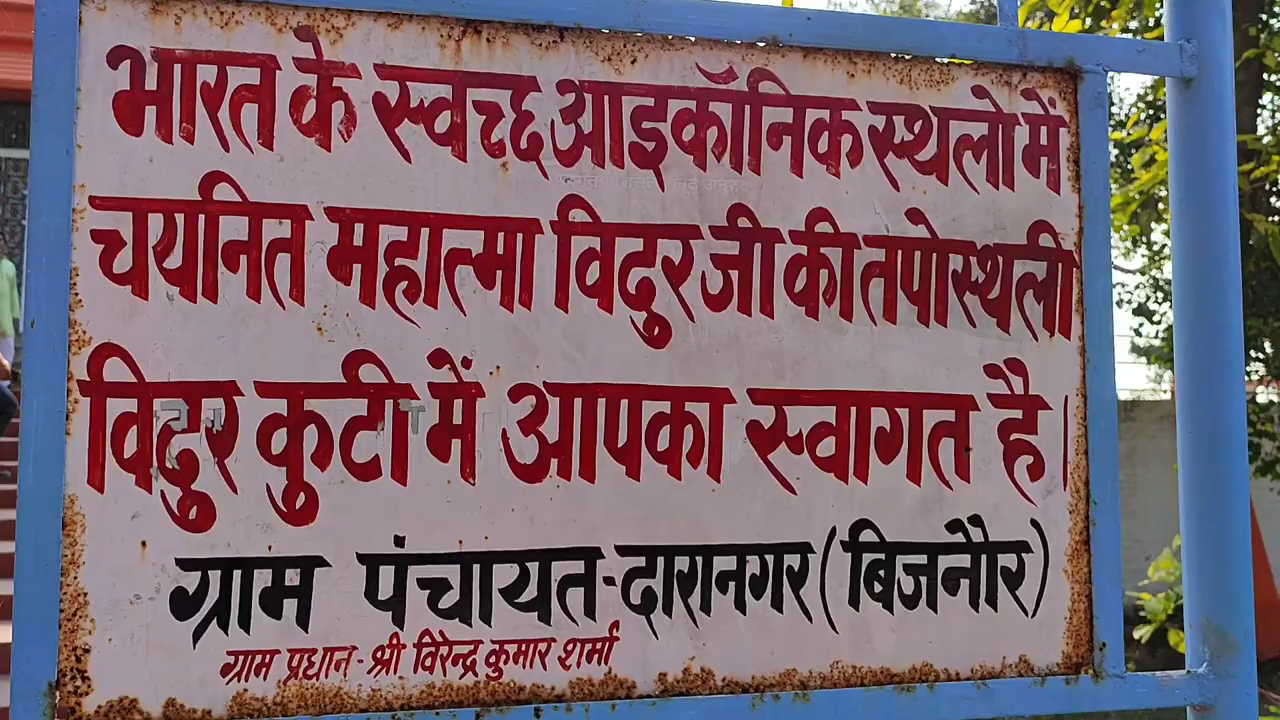 भारत के स्वच्छ आइकॉनिक स्थलो में
चयनित महात्मा विदुर जी की तपोस्थली
विदुर कुटी में आपका स्वागत है।
ग्राम पंचायत-दारानगर (बिजनौर)
ग्राम प्रधान-श्री विरेन्द्र कुमार शर्मा